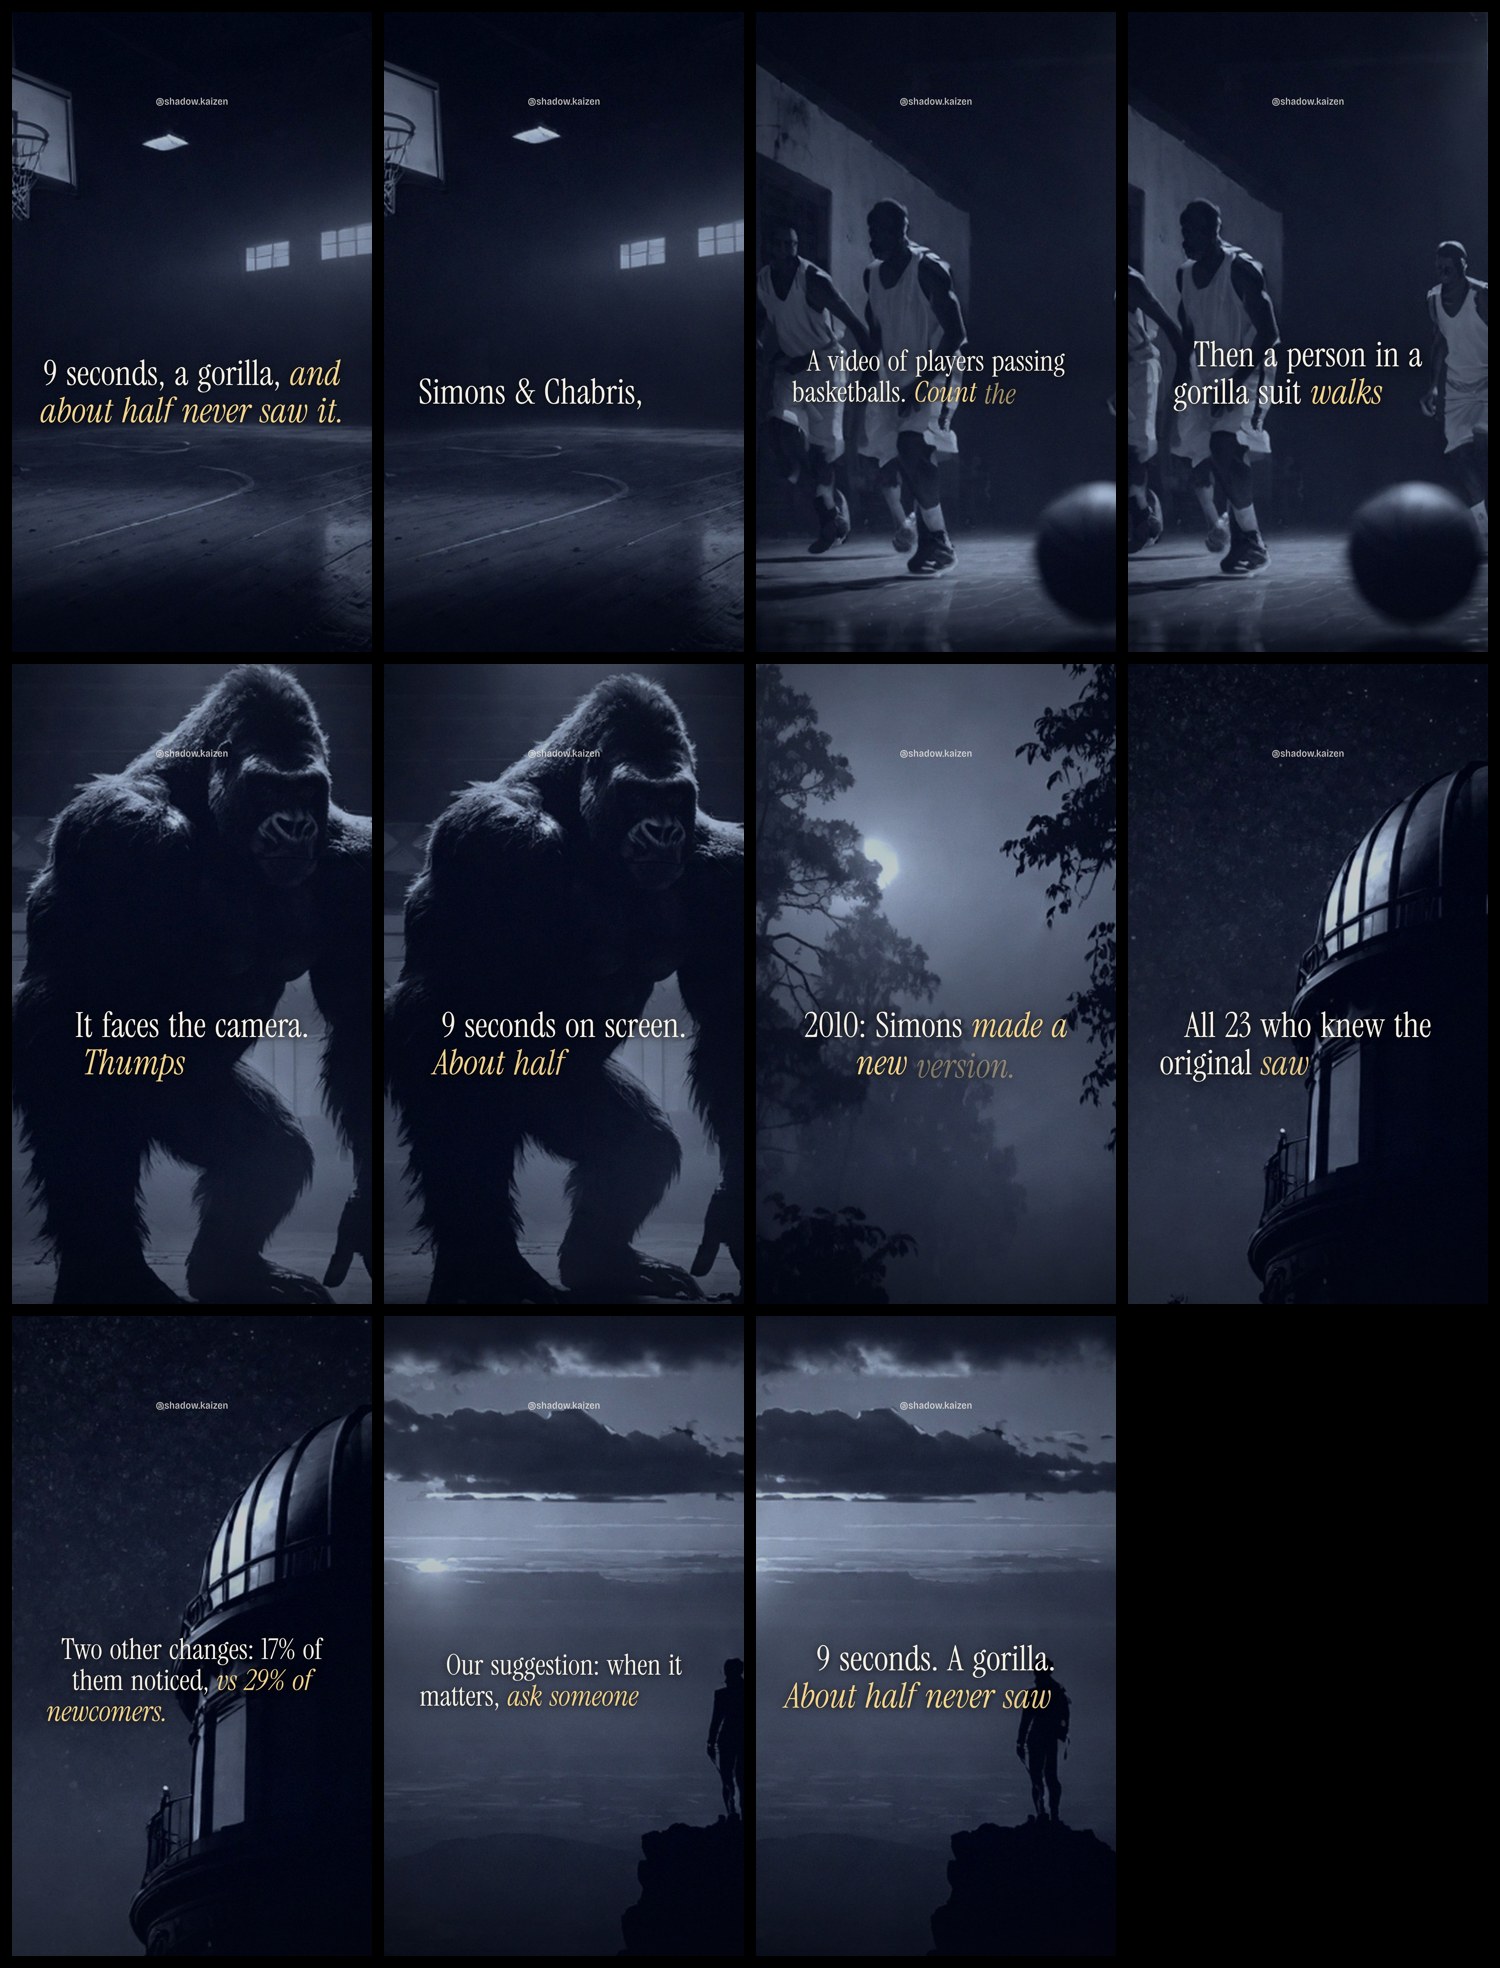 @shadow.kaizen
9 seconds, a gorilla, and
about half never saw it.
@shadow.kaizen
Simons & Chabris,
@shadow.kaizen
A video of players passing
basketballs. Count the
@shadow.kaizen
Then a person in a
gorilla suit walks
@shadow.kaizen
It faces the camera.
Thumps
@shadow.kaizen
9 seconds on screen.
About half
@shadow.kaizen
2010: Simons made a
new version.
@shadow.kaizen
All 23 who knew the
original saw
@shadow.kaizen
Two other changes: 17% of
them noticed, vs 29% of
newcomers.
@shadow.kaizen
Our suggestion: when it
matters, ask someone
@shadow.kaizen
9 seconds. A gorilla.
About half never saw